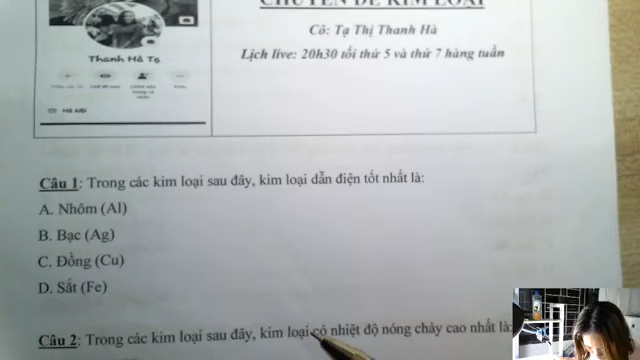 CHUYÊN ĐỀ KIM LOẠI
Cô: Tạ Thị Thanh Hà
Lịch live: 20h30 tối thứ 5 và thứ 7 hàng tuần
Thanh Hà Tạ
Hà Nội
Câu 1: Trong các kim loại sau đây, kim loại dẫn điện tốt nhất là:
A. Nhôm (Al)
B. Bạc (Ag)
C. Đồng (Cu)
D. Sắt (Fe)
Câu 2: Trong các kim loại sau đây, kim loại có nhiệt độ nóng chảy cao nhất là: